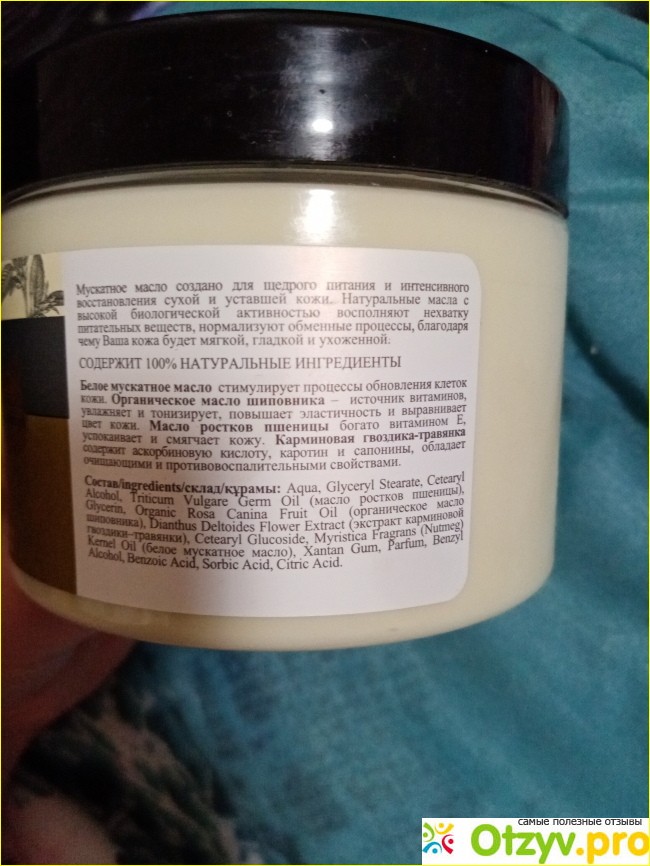 Мускатное масло создано для щедрого питания и интенсивного
восстановления сухой и уставшей кожи. Натуральные масла с
высокой биологической активностью восполняют нехватку
питательных веществ, нормализуют обменные процессы, благодаря
чему Ваша кожа будет мягкой, гладкой и ухоженной.
СОДЕРЖИТ 100% НАТУРАЛЬНЫЕ ИНГРЕДИЕНТЫ
Белое мускатное масло стимулирует процессы обновления клеток
кожи. Органическое масло шиповника – источник витаминов,
увлажняет и тонизирует, повышает эластичность и выравнивает
цвет кожи. Масло ростков пшеницы богато витамином Е,
успокаивает и смягчает кожу. Карминовая гвоздика-травянка
содержит аскорбиновую кислоту, каротин и сапонины, обладает
очищающими и противовоспалительными свойствами.
Состав/ingredients/склад/құрамы: Aqua, Glyceryl Stearate, Cetearyl
Alcohol, Triticum Vulgare Germ Oil (масло ростков пшеницы),
Glycerin, Organic Rosa Canina Fruit Oil (органическое масло
шиповника), Dianthus Deltoides Flower Extract (экстракт карминовой
гвоздики–травянки), Cetearyl Glucoside, Myristica Fragrans (Nutmeg)
Kernel Oil (белое мускатное масло), Xantan Gum, Parfum, Benzyl
Alcohol, Benzoic Acid, Sorbic Acid, Citric Acid.
самые полезные отзывы
Otzyv.pro